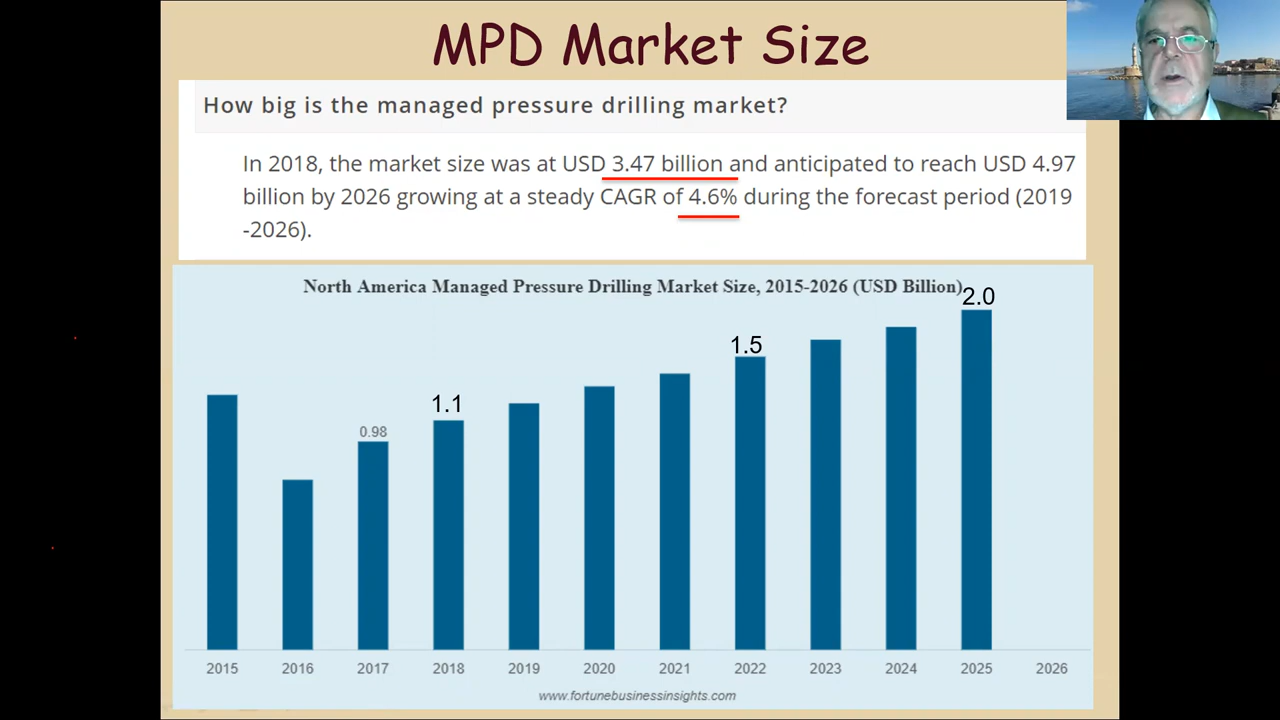 MPD Market Size
How big is the managed pressure drilling market?
In 2018, the market size was at USD 3.47 billion and anticipated to reach USD 4.97
billion by 2026 growing at a steady CAGR of 4.6% during the forecast period (2019
-2026).
North America Managed Pressure Drilling Market Size, 2015-2026 (USD Billion)
2.0
1.5
1.1
0.98
2015 2016 2017 2018 2019 2020 2021 2022 2023 2024 2025 2026
www.fortunebusinessinsights.com